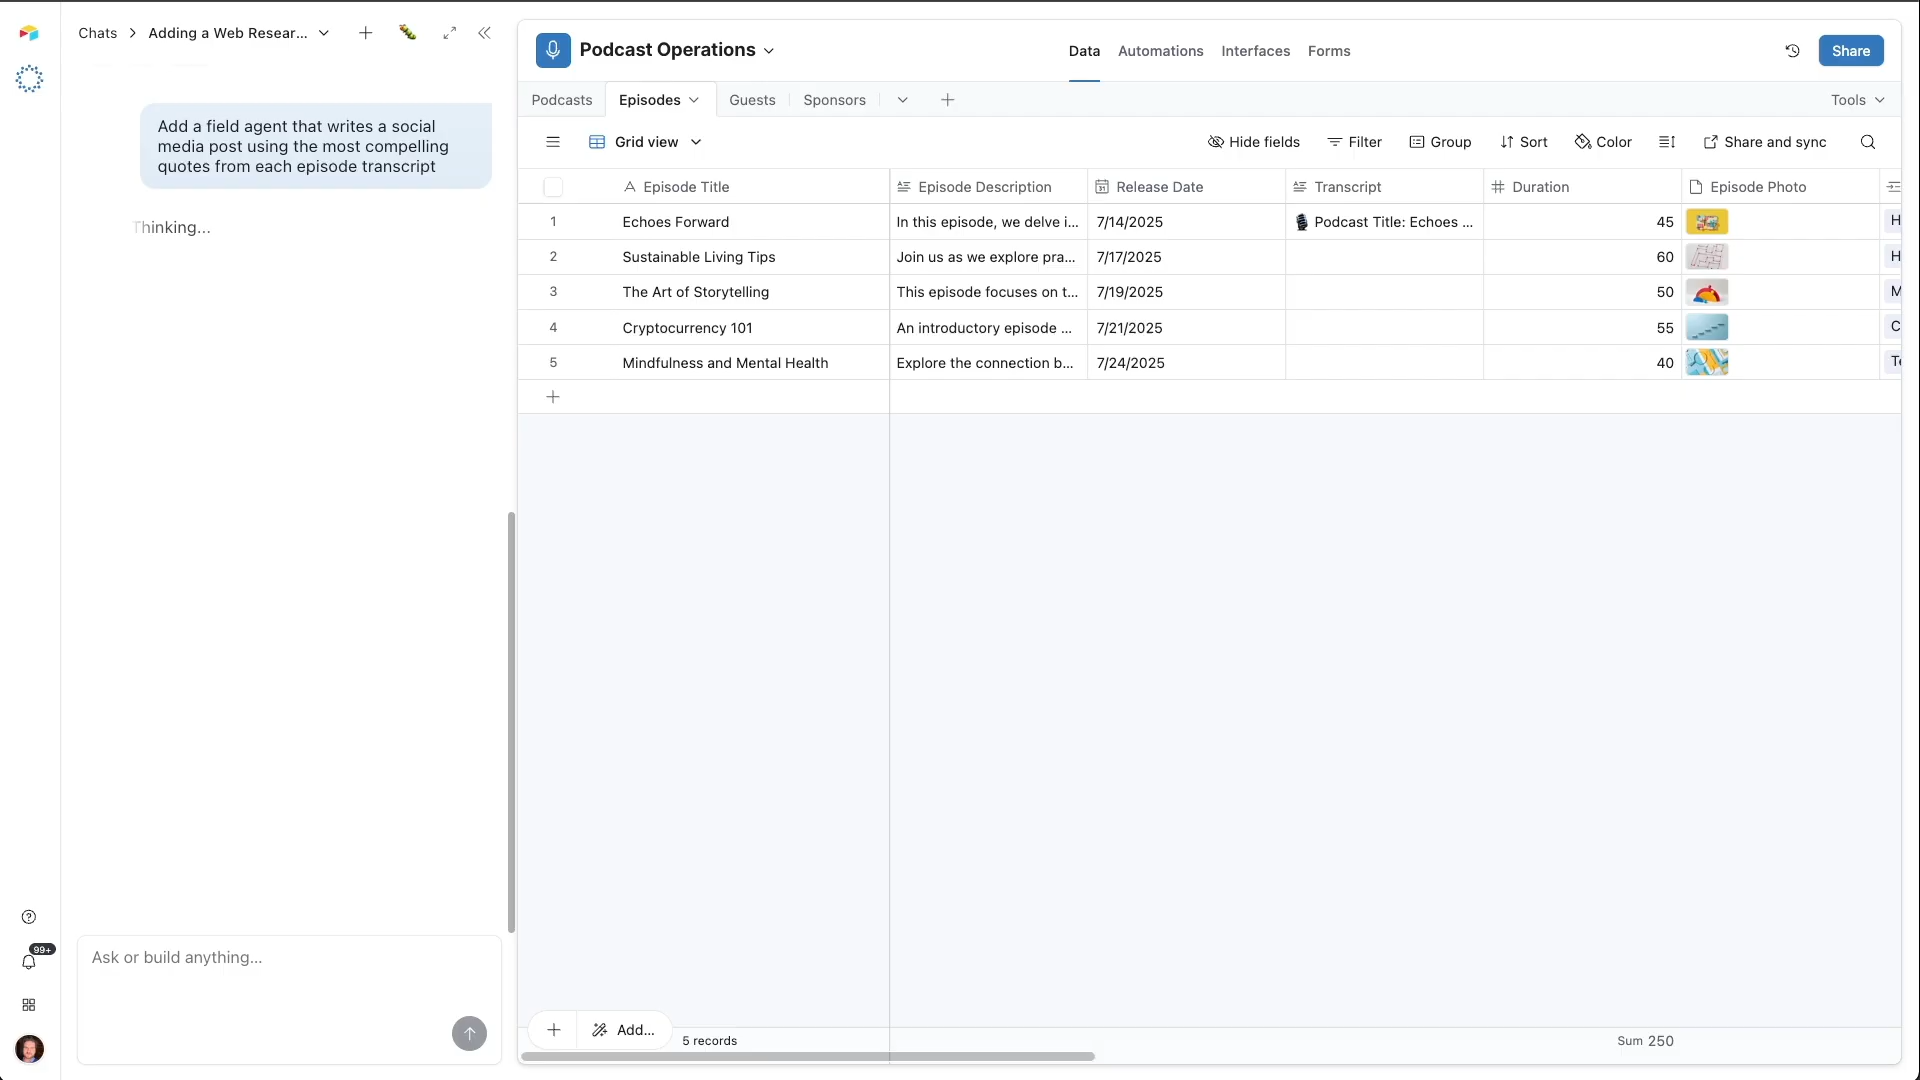 Chats
Adding a Web Resear...
Add a field agent that writes a social
media post using the most compelling
quotes from each episode transcript
Thinking...
Ask or build anything...
99+
Podcast Operations
Data
Automations
Interfaces
Forms
Share
Podcasts
Episodes
Guests
Sponsors
Tools
Grid view
Hide fields
Filter
Group
Sort
Color
Share and sync
Episode Title
Episode Description
Release Date
Transcript
Duration
Episode Photo
1 Echoes Forward In this episode, we delve i... 7/14/2025 Podcast Title: Echoes ... 45 H
2 Sustainable Living Tips Join us as we explore pra... 7/17/2025 60 H
3 The Art of Storytelling This episode focuses on t... 7/19/2025 50 M
4 Cryptocurrency 101 An introductory episode ... 7/21/2025 55 C
5 Mindfulness and Mental Health Explore the connection b... 7/24/2025 40 Te
Add...
5 records
Sum 250